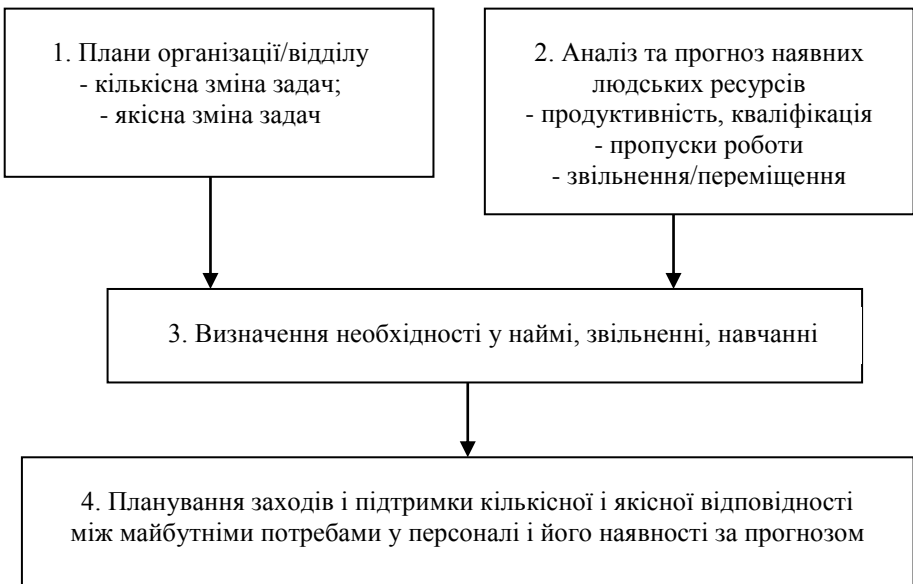 1. Плани організації/відділу
- кількісна зміна задач;
- якісна зміна задач
2. Аналіз та прогноз наявних
людських ресурсів
- продуктивність, кваліфікація
- пропуски роботи
- звільнення/переміщення
3. Визначення необхідності у наймі, звільненні, навчанні
4. Планування заходів і підтримки кількісної і якісної відповідності
між майбутніми потребами у персоналі і його наявності за прогнозом